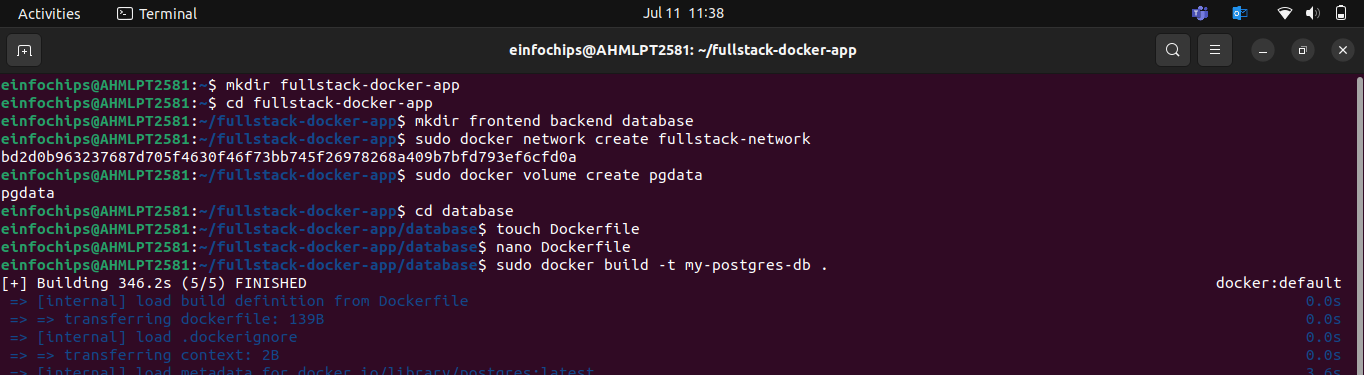 Activities Terminal Jul 11 11:38
einfochips@AHMLPT2581: ~/fullstack-docker-app
einfochips@AHMLPT2581:~$ mkdir fullstack-docker-app
einfochips@AHMLPT2581:~$ cd fullstack-docker-app
einfochips@AHMLPT2581:~/fullstack-docker-app$ mkdir frontend backend database
einfochips@AHMLPT2581:~/fullstack-docker-app$ sudo docker network create fullstack-network
bd2d0b963237687d705f4630f46f73bb745f26978268a409b7bfd793ef6cfd0a
einfochips@AHMLPT2581:~/fullstack-docker-app$ sudo docker volume create pgdata
pgdata
einfochips@AHMLPT2581:~/fullstack-docker-app$ cd database
einfochips@AHMLPT2581:~/fullstack-docker-app/database$ touch Dockerfile
einfochips@AHMLPT2581:~/fullstack-docker-app/database$ nano Dockerfile
einfochips@AHMLPT2581:~/fullstack-docker-app/database$ sudo docker build -t my-postgres-db .
[+] Building 346.2s (5/5) FINISHED docker:default
=> [internal] load build definition from Dockerfile 0.0s
=> => transferring dockerfile: 139B 0.0s
=> [internal] load .dockerignore 0.0s
=> => transferring context: 2B 0.0s
=> [internal] load metadata for docker.io/library/postgres:latest 3.6s